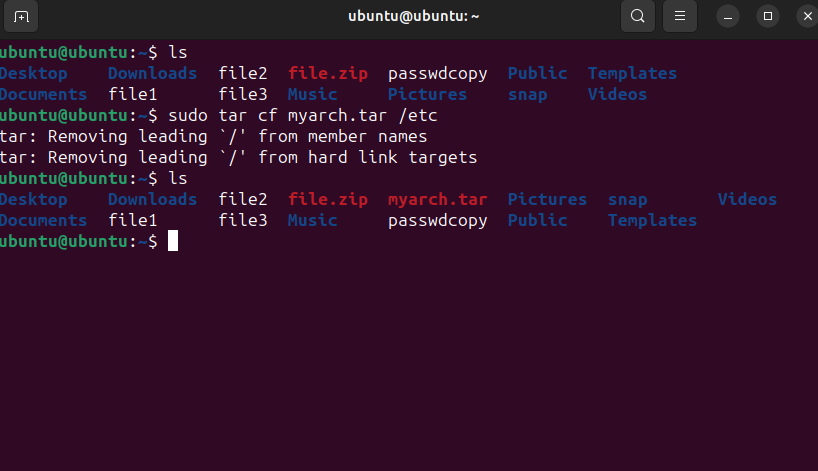 ubuntu@ubuntu: ~
ubuntu@ubuntu:~$ ls
Desktop Downloads file2 file.zip passwdcopy Public Templates
Documents file1 file3 Music Pictures snap Videos
ubuntu@ubuntu:~$ sudo tar cf myarch.tar /etc
tar: Removing leading `/' from member names
tar: Removing leading `/' from hard link targets
ubuntu@ubuntu:~$ ls
Desktop Downloads file2 file.zip myarch.tar Pictures snap Videos
Documents file1 file3 Music passwdcopy Public Templates
ubuntu@ubuntu:~$